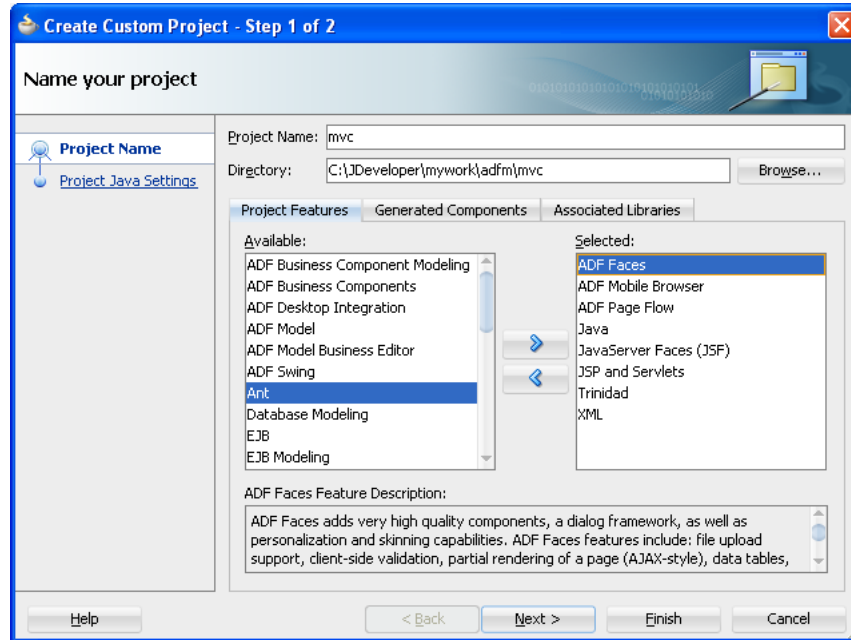 Create Custom Project - Step 1 of 2
Name your project
Project Name
Project Java Settings
Project Name: mvc
Directory: C:\JDeveloper\mywork\adfm\mvc Browse...
Project Features Generated Components Associated Libraries
Available:
ADF Business Component Modeling
ADF Business Components
ADF Desktop Integration
ADF Model
ADF Model Business Editor
ADF Swing
Ant
Database Modeling
EJB
EJB Modeling
Selected:
ADF Faces
ADF Mobile Browser
ADF Page Flow
Java
JavaServer Faces (JSF)
JSP and Servlets
Trinidad
XML
ADF Faces Feature Description:
ADF Faces adds very high quality components, a dialog framework, as well as
personalization and skinning capabilities. ADF Faces features include: file upload
support, client-side validation, partial rendering of a page (AJAX-style), data tables,
Help < Back Next > Finish Cancel